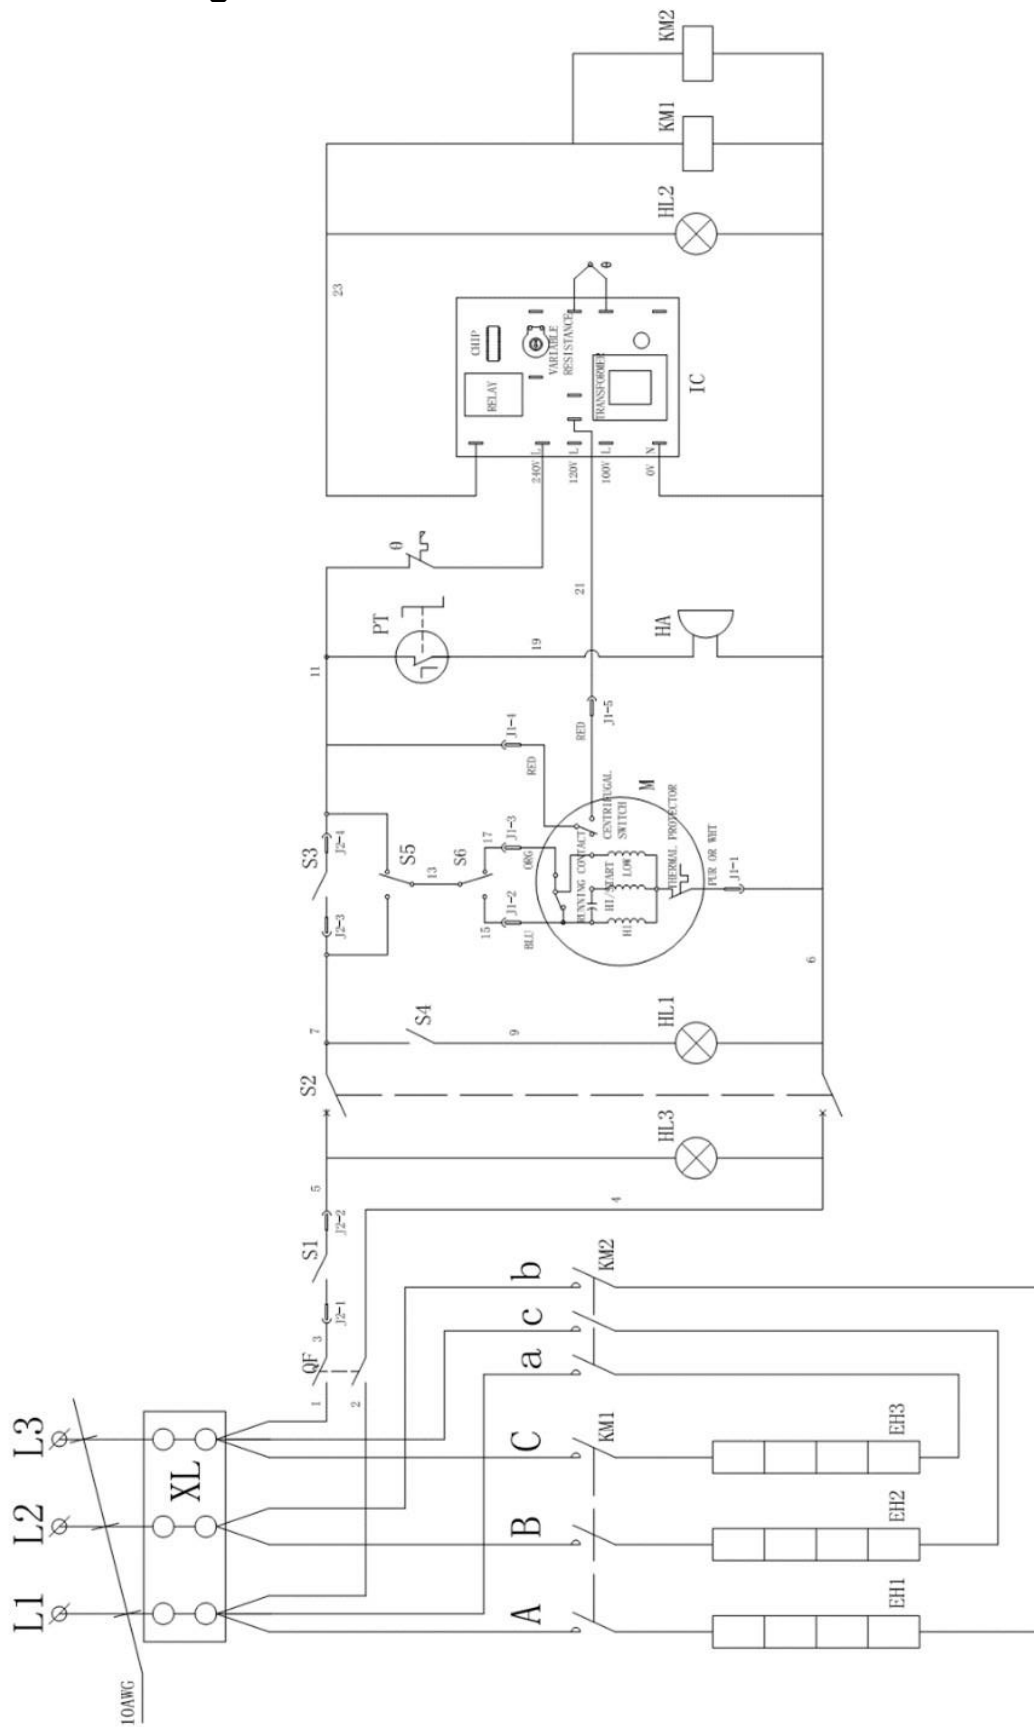 L1
L2
L3
10AWG
XL
1
2
QF
3
J2-1
S1
J2-2
5
4
A
B
C
a
c
b
KM1
KM2
EH1
EH2
EH3
HL3
S2
7
S4
9
HL1
6
J2-3
S3
J2-4
S5
13
S6
15
17
J1-2
J1-3
BLU
ORG
RUNNING CONTACT
HI/START
HI
LOW
CENTRIFUGAL
SWITCH
M
THERMAL PROTECTOR
PUR OR WHT
J1-1
J1-4
RED
RED
J1-5
11
PT
19
HA
θ
21
240V L
120V L
100V L
0V N
RELAY
CHIP
VARIABLE
RESISTANCE
TRANSFORMER
IC
θ
23
HL2
KM1
KM2